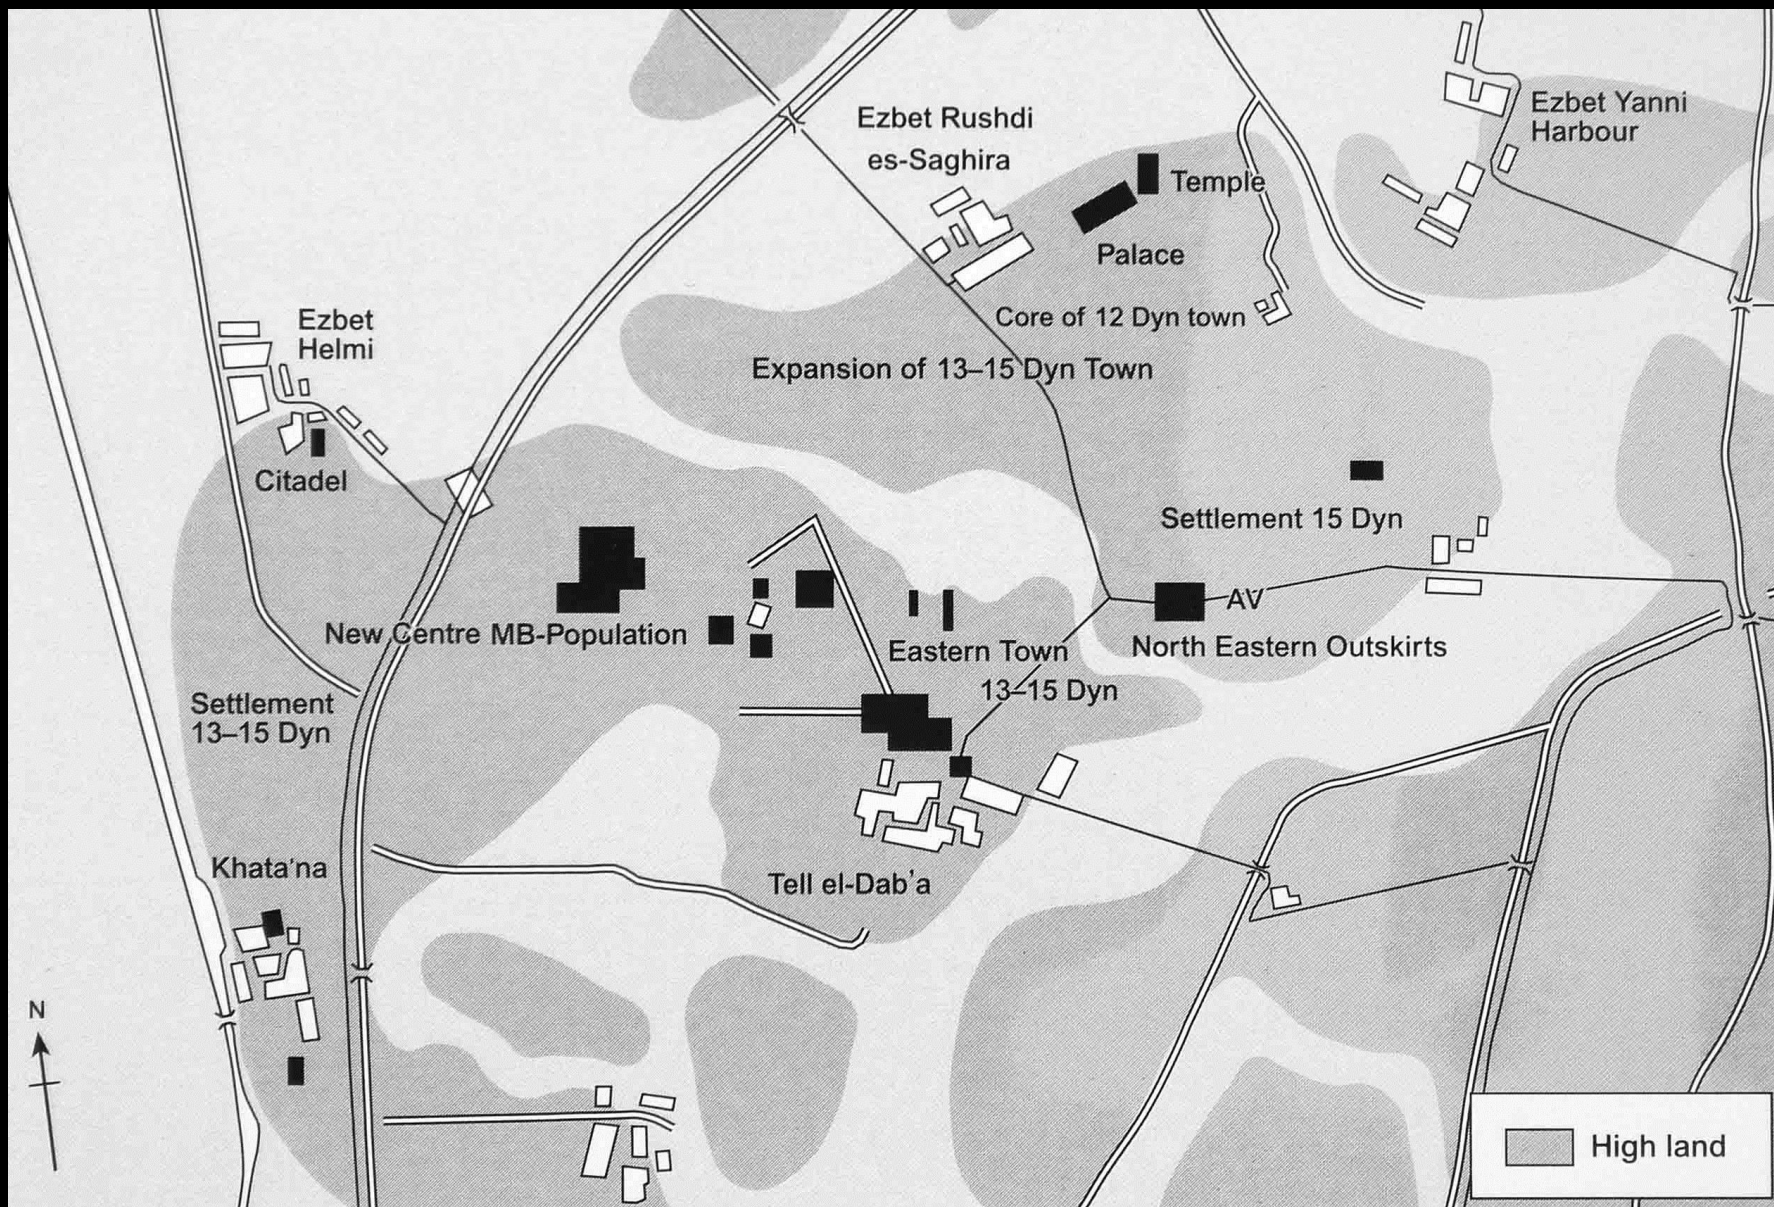 Ezbet Yanni
Harbour
Ezbet Rushdi
es-Saghira
Temple
Palace
Core of 12 Dyn town
Ezbet
Helmi
Expansion of 13–15 Dyn Town
Citadel
Settlement 15 Dyn
AV
New Centre MB-Population
Eastern Town
13–15 Dyn
North Eastern Outskirts
Settlement
13–15 Dyn
Khata'na
Tell el-Dab'a
N
High land